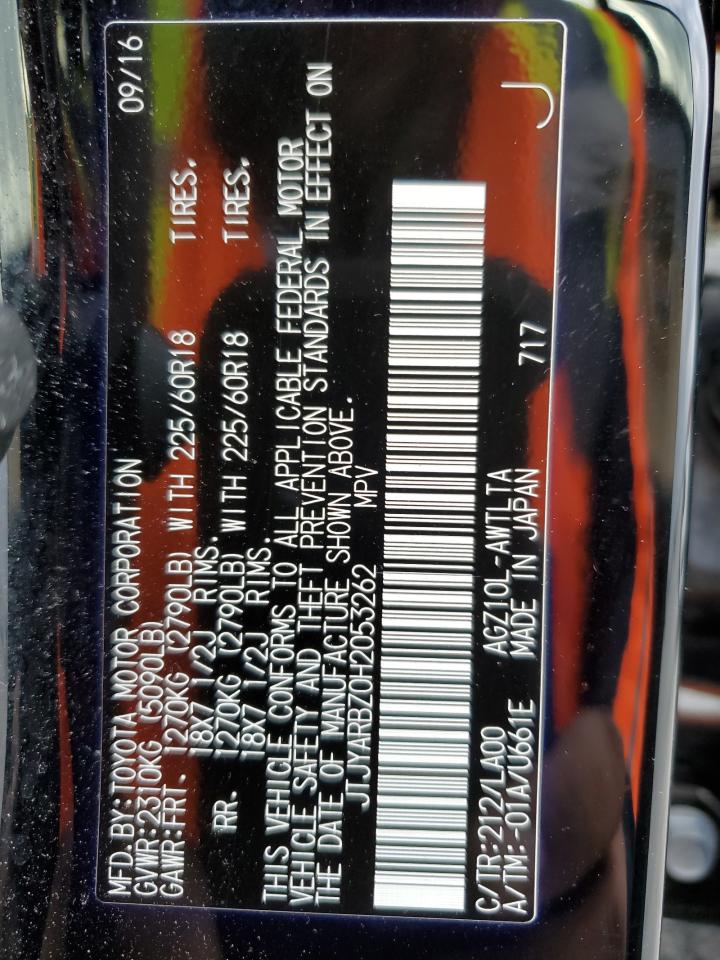 MFD.BY:TOYOTA MOTOR CORPORATION 09/16
GVWR:2310KG (5090LB)
GAWR:FRT. 1270KG (2790LB) WITH 225/60R18 TIRES.
18X7 1/2J RIMS.
RR. 1270KG (2790LB) WITH 225/60R18 TIRES.
18X7 1/2J RIMS
THIS VEHICLE CONFORMS TO ALL APPLICABLE FEDERAL MOTOR
VEHICLE SAFETY AND THEFT PREVENTION STANDARDS IN EFFECT ON
THE DATE OF MANUFACTURE SHOWN ABOVE.
JTJYARBZ0H2053262 MPV
C/TR:212/LA00 AGZ10L-AWTLTA
A/TM:-01A/U661E MADE IN JAPAN 717 J